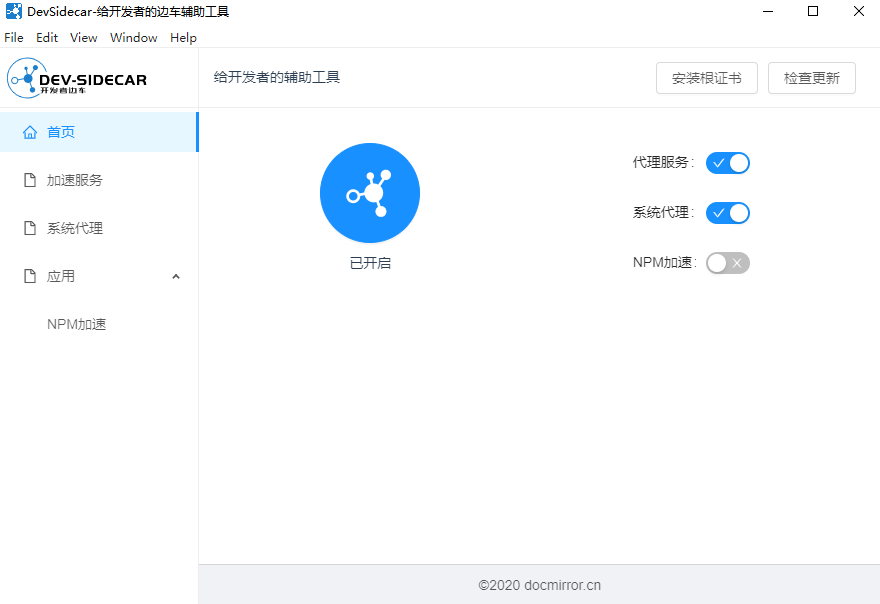 DevSidecar-给开发者的边车辅助工具
File Edit View Window Help
DEV-SIDECAR
开发者边车
给开发者的辅助工具
安装根证书 检查更新
首页
加速服务
系统代理
应用
NPM加速
已开启
代理服务:
系统代理:
NPM加速:
©2020 docmirror.cn